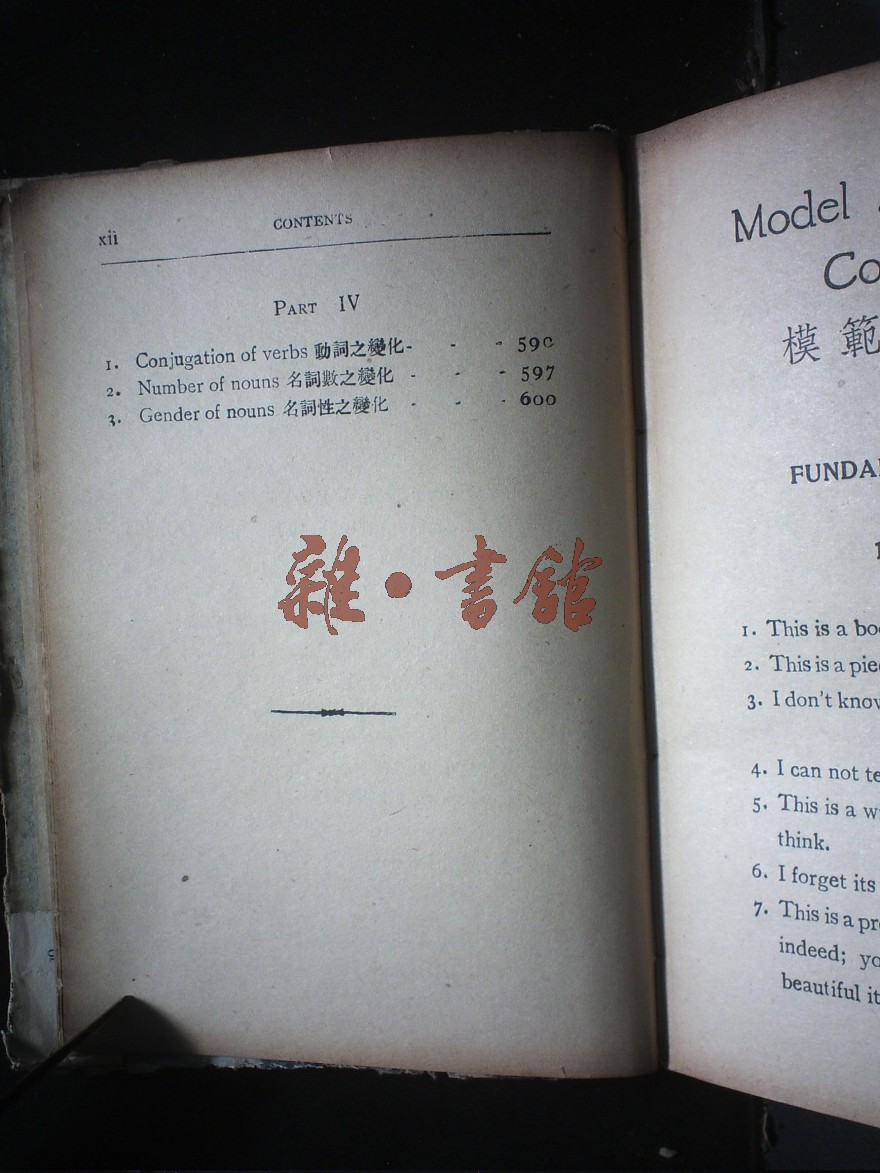 xii
CONTENTS
PART IV
1. Conjugation of verbs 動詞之變化- - - 590
2. Number of nouns 名詞數之變化 - - - 597
3. Gender of nouns 名詞性之變化 - - - 600
雜●書館
Model
Co
模範
FUNDA
1. This is a bo
2. This is a pie
3. I don't know
4. I can not te
5. This is a w
think.
6. I forget its
7. This is a pr
indeed; yo
beautiful it